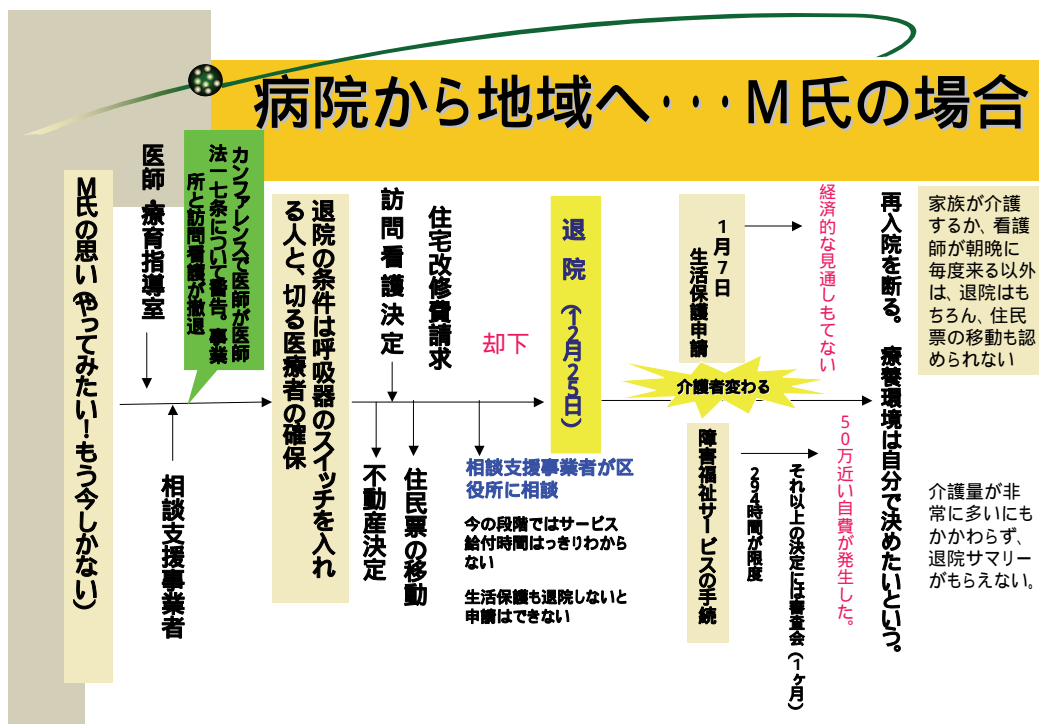 病院から地域へ・・・M氏の場合
M氏の思い(やってみたい!もう今しかない)
医師・療育指導室
カンファレンスで医師が医師
法一七条について警告。事業
所と訪問看護が撤退
相談支援事業者
退院の条件は呼吸器のスイッチを入れ
る人と、切る医療者の確保
訪問看護決定
住宅改修費請求
却下
不動産決定
住民票の移動
相談支援事業者が区
役所に相談
今の段階ではサービス
給付時間はっきりわから
ない
生活保護も退院しないと
申請はできない
退院(12月25日)
1月7日
生活保護申請
経済的な見通しもてない
介護者変わる
障害福祉サービスの手続
294時間が限度
それ以上の決定には審査会(1ヶ月)
50万近い自費が発生した。
再入院を断る。 療養環境は自分で決めたいという。
家族が介護
するか、看護
師が朝晩に
毎度来る以外
は、退院はも
ちろん、住民
票の移動も認
められない
介護量が非
常に多いにも
かかわらず、
退院サマリー
がもらえない。